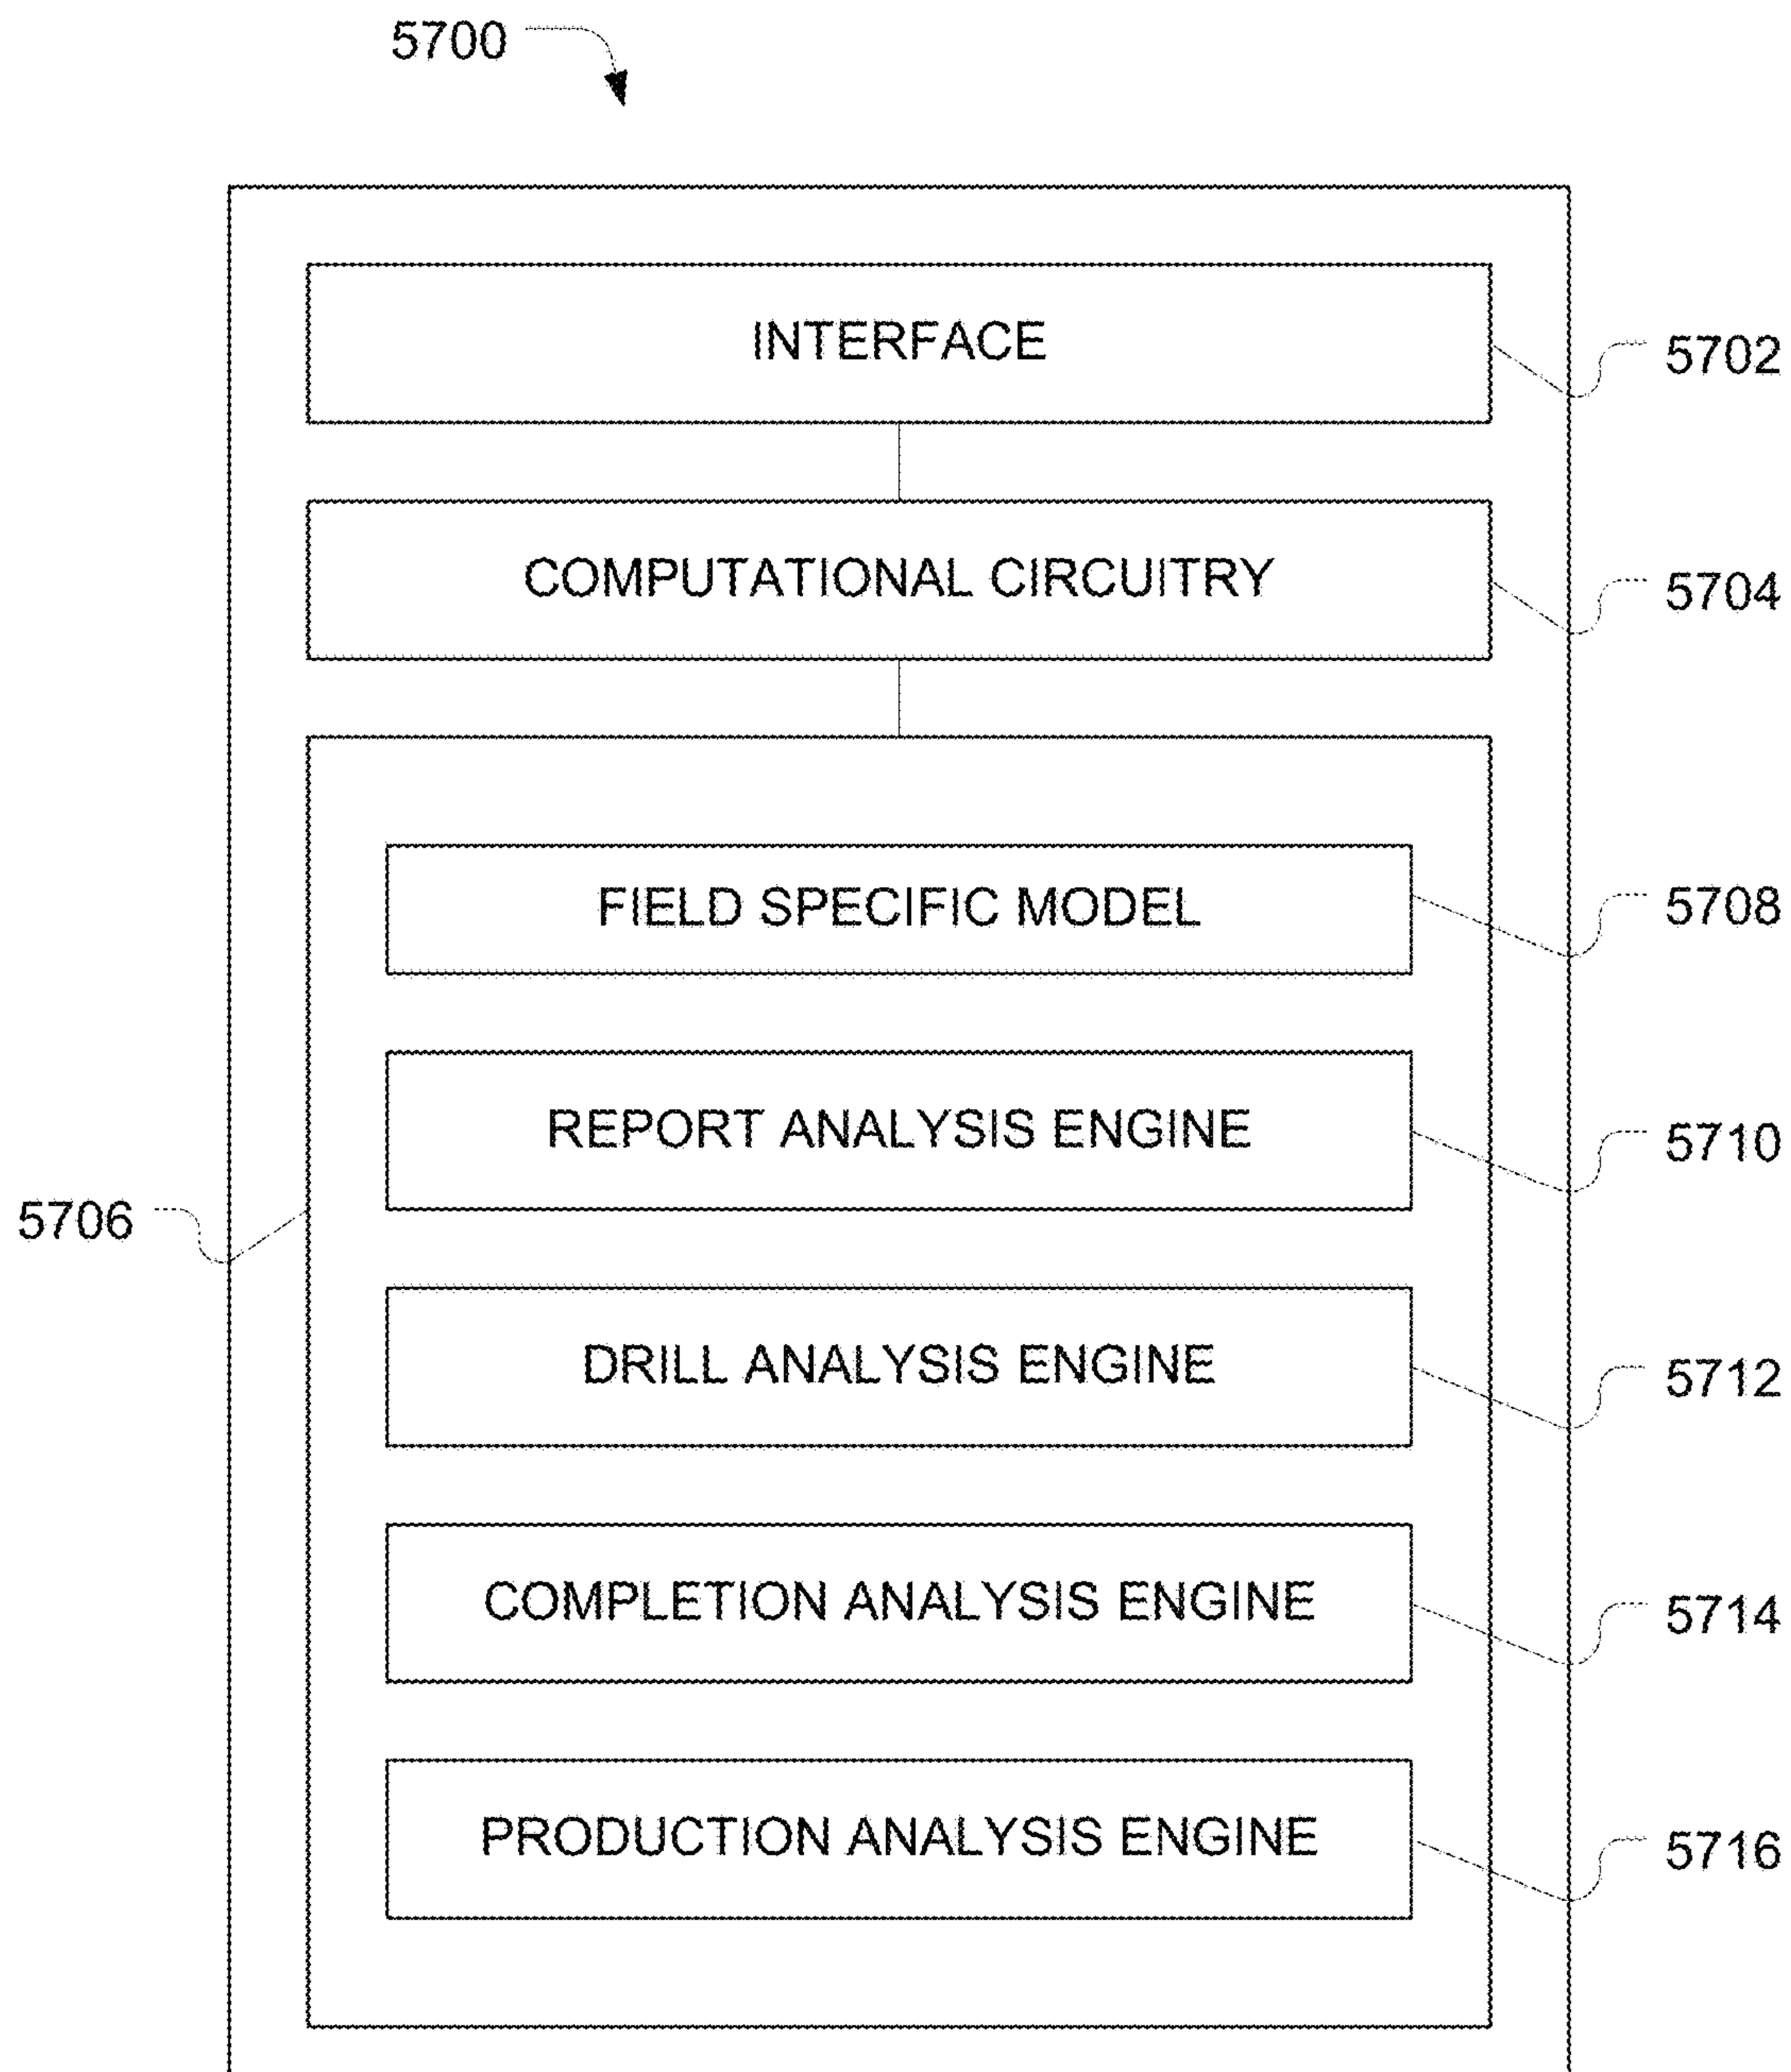 5700
INTERFACE
5702
COMPUTATIONAL CIRCUITRY
5704
FIELD SPECIFIC MODEL
5708
REPORT ANALYSIS ENGINE
5710
5706
DRILL ANALYSIS ENGINE
5712
COMPLETION ANALYSIS ENGINE
5714
PRODUCTION ANALYSIS ENGINE
5716